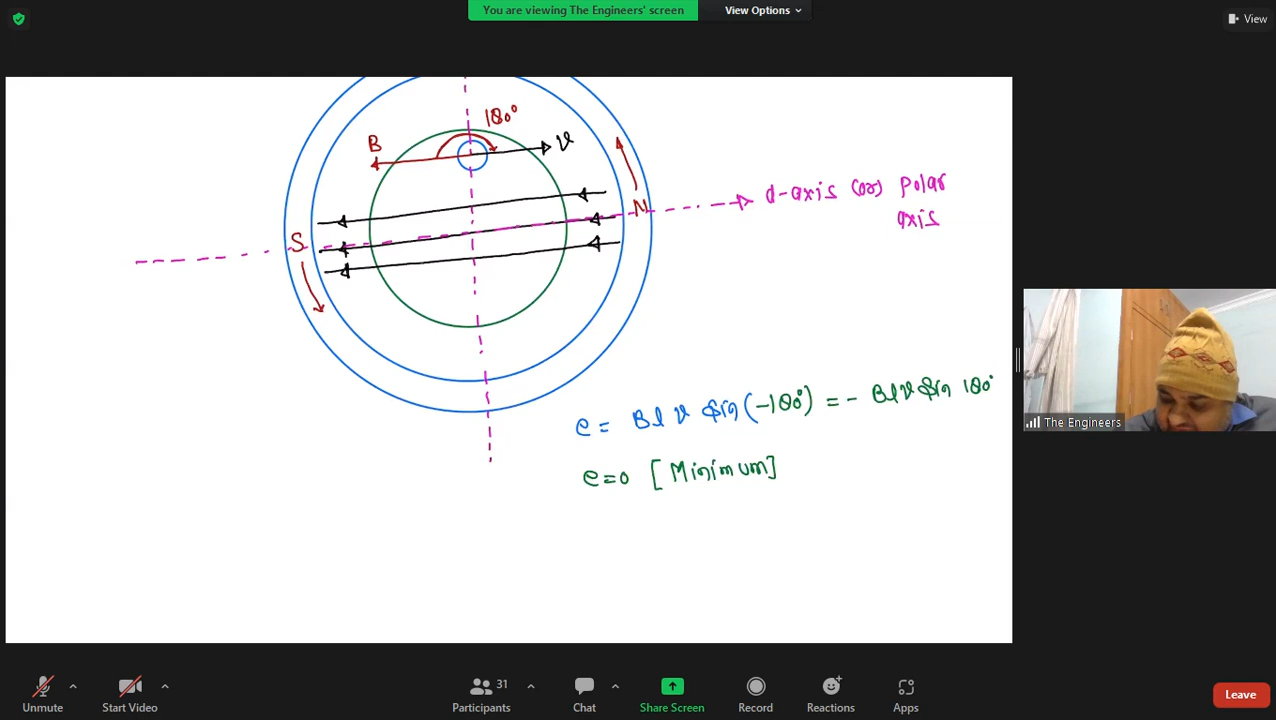 You are viewing The Engineers' screen
View Options
View
180°
B
v
d-axis (or) Polar
axis
N
S
e = Bl v Sin (-180°) = - Blv Sin 180°
e=0 [Minimum]
The Engineers
Unmute
Start Video
31
Participants
Chat
Share Screen
Record
Reactions
Apps
Leave